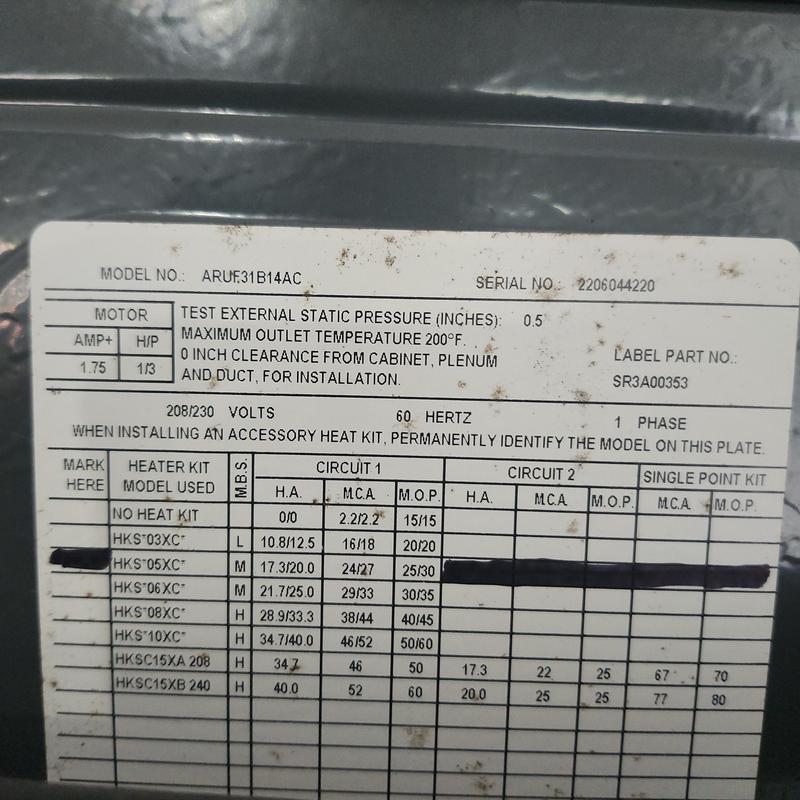 MODEL NO.: ARUF31B14AC SERIAL NO.: 2206044220
MOTOR
AMP+ H/P
1.75 1/3
TEST EXTERNAL STATIC PRESSURE (INCHES): 0.5
MAXIMUM OUTLET TEMPERATURE 200°F.
0 INCH CLEARANCE FROM CABINET, PLENUM
AND DUCT, FOR INSTALLATION.
LABEL PART NO.:
SR3A00353
208/230 VOLTS 60 HERTZ 1 PHASE
WHEN INSTALLING AN ACCESSORY HEAT KIT, PERMANENTLY IDENTIFY THE MODEL ON THIS PLATE.
MARK HERE
HEATER KIT MODEL USED
M.B.S.
CIRCUIT 1 CIRCUIT 2 SINGLE POINT KIT
H.A. M.C.A. M.O.P. H.A. M.C.A. M.O.P. M.C.A. M.O.P.
NO HEAT KIT 0/0 2.2/2.2 15/15
HKS*03XC* L 10.8/12.5 16/18 20/20
HKS*05XC* M 17.3/20.0 24/27 25/30
HKS*06XC* M 21.7/25.0 29/33 30/35
HKS*08XC* H 28.9/33.3 38/44 40/45
HKS*10XC* H 34.7/40.0 46/52 50/60
HKSC15XA 208 H 34.7 46 50 17.3 22 25 67 70
HKSC15XB 240 H 40.0 52 60 20.0 25 25 77 80